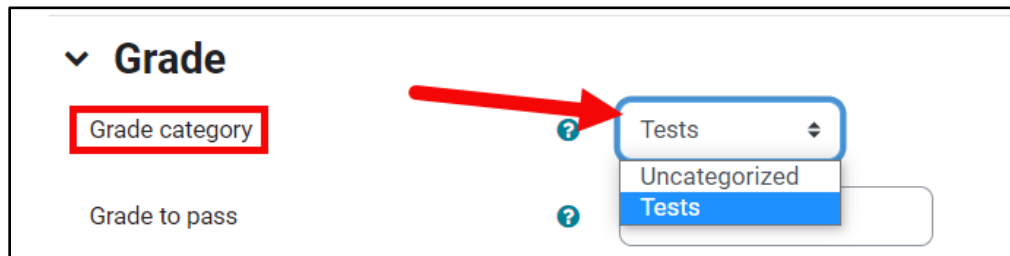 Grade
Grade category
Tests
Uncategorized
Tests
Grade to pass